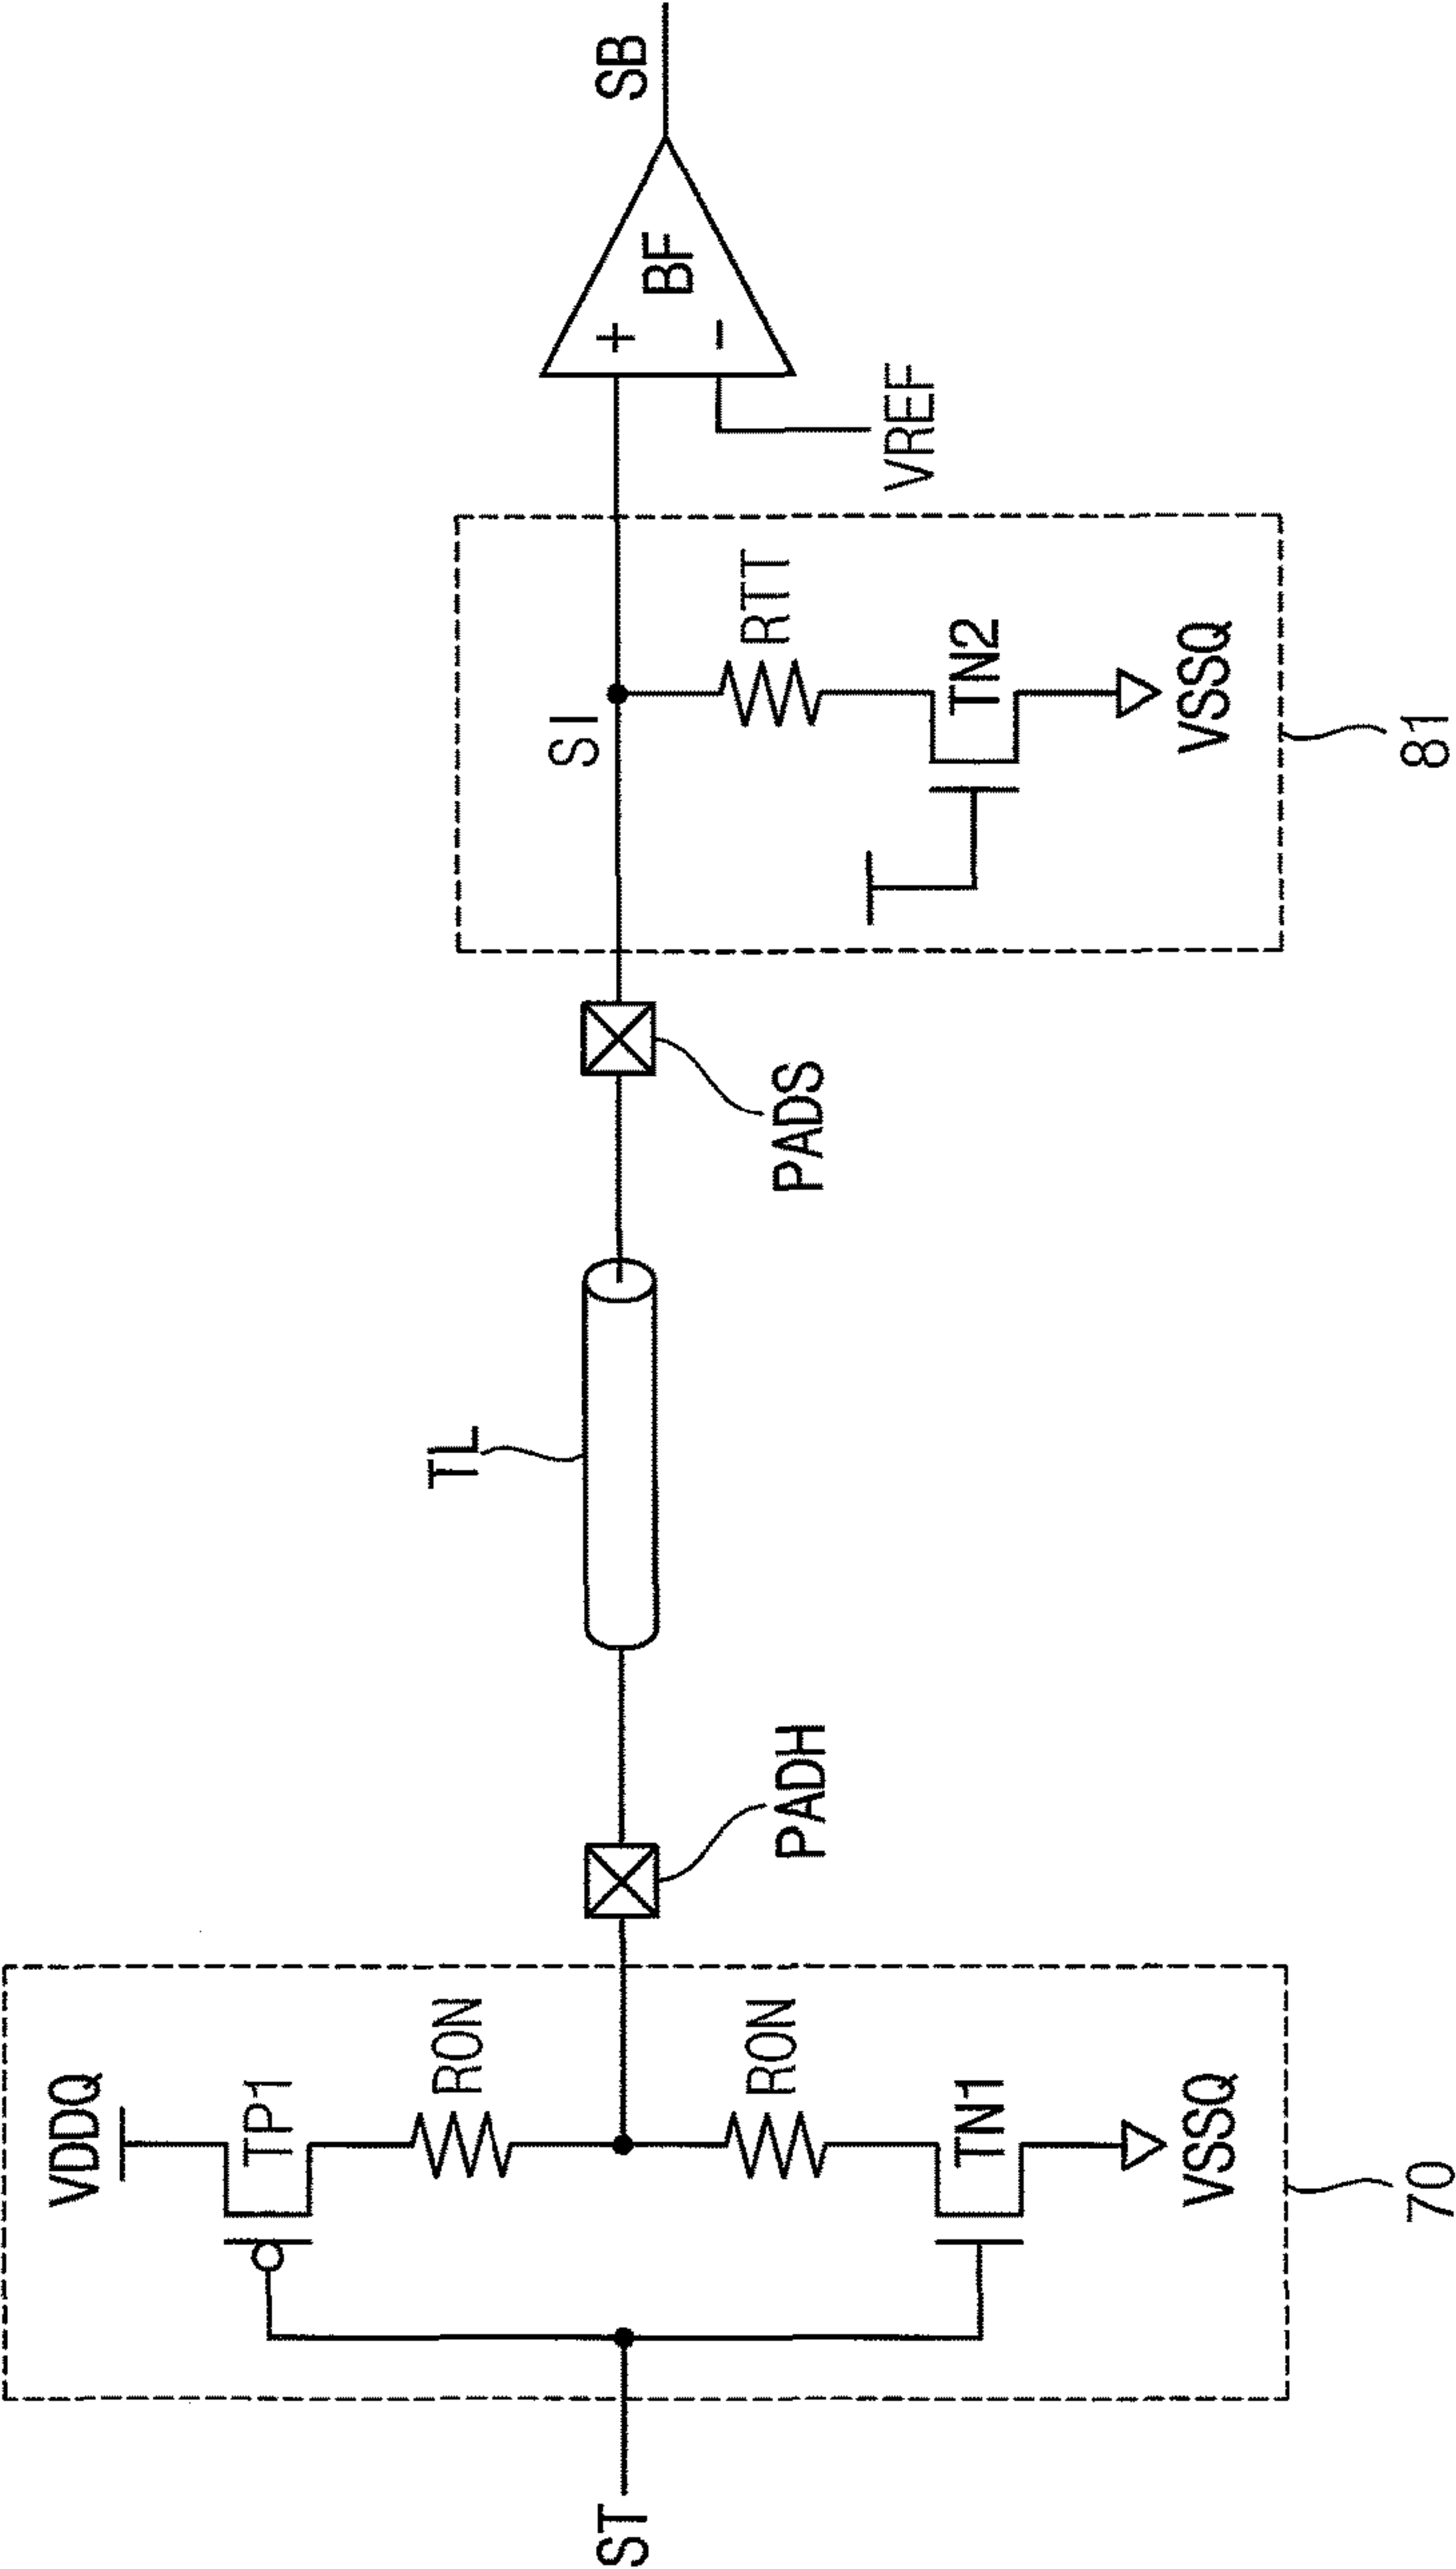 ST
VDDQ
TP1
RON
RON
TN1
VSSQ
70
PADH
TL
PADS
SI
RTT
TN2
VSSQ
81
+
BF
−
VREF
SB